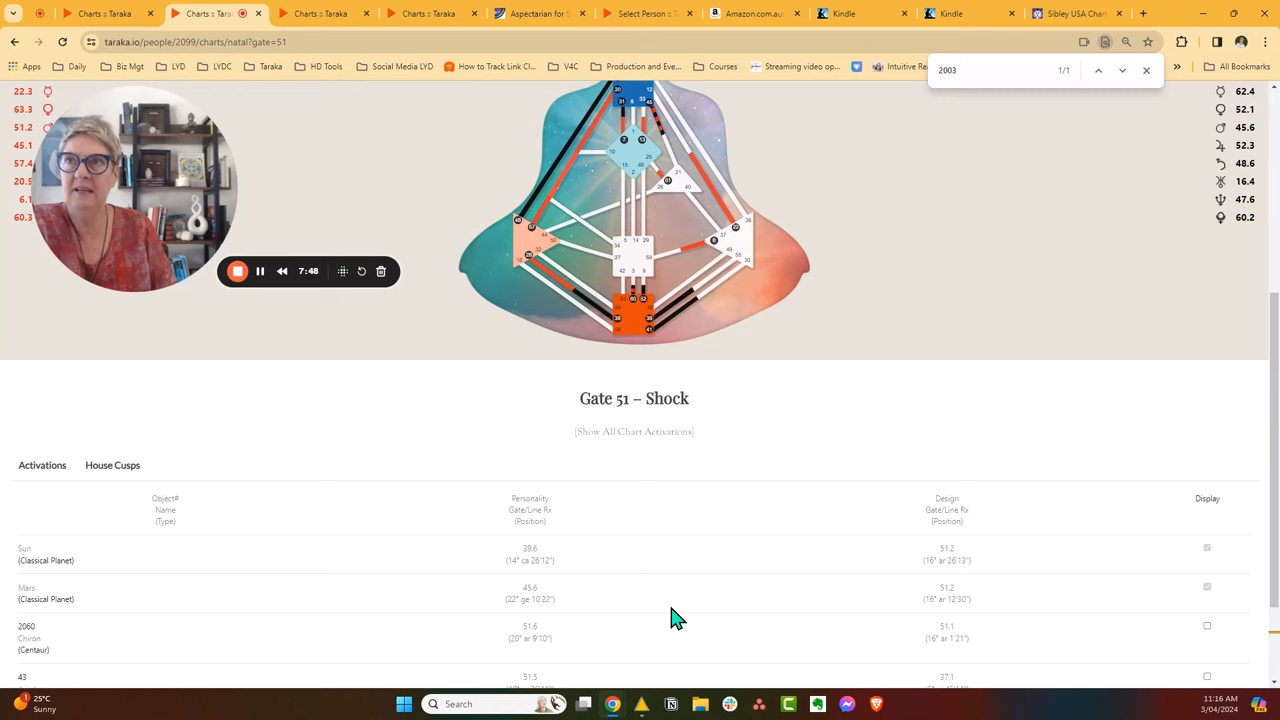 Charts :: Taraka
Charts :: Tarak
Charts :: Taraka
Charts :: Taraka
Aspectarian for S
Select Person :: T
Amazon.com.au
Kindle
Kindle
Sibley USA Char
taraka.io/people/2099/charts/natal?gate=51
Apps
Daily
Biz Mgt
LYD
LYDC
Taraka
HD Tools
Social Media LYD
How to Track Link Cl...
V4C
Production and Eve...
Courses
Streaming video op...
Intuitive Rea
All Bookmarks
2003
1/1
22.3
63.3
51.2
45.1
57.4
20.5
6.1
60.3
62.4
52.1
45.6
52.3
48.6
16.4
47.6
60.2
7:48
Gate 51 – Shock
[Show All Chart Activations]
Activations House Cusps
Object#
Name
(Type)
Personality
Gate/Line Rx
(Position)
Design
Gate/Line Rx
(Position)
Display
Sun
(Classical Planet)
39.6
(14° ca 26'12")
51.2
(16° ar 26'13")
Mars
(Classical Planet)
45.6
(22° ge 10'22")
51.2
(16° ar 12'30")
2060
Chiron
(Centaur)
51.6
(20° ar 9'10")
51.1
(16° ar 1'21")
43
51.5
37.1
1
25°C
Sunny
Search
11:16 AM
3/04/2024